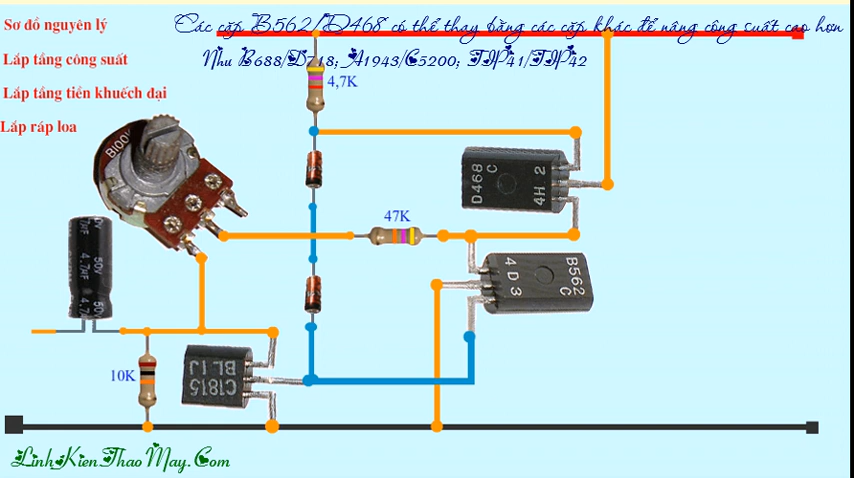 Sơ đồ nguyên lý
Các cặp B562/D468 có thể thay bằng các cặp khác để nâng công suất cao hơn
Lắp tầng công suất
Như B688/D718; A1943/C5200; TIP41/TIP42
4,7K
Lắp tầng tiền khuếch đại
Lắp ráp loa
B100K
D468
C
4H 2
47K
B562
C
4 D 3
50V
4.7µF
10K
C1815
BL 1J
LinhKienThaoMay.Com